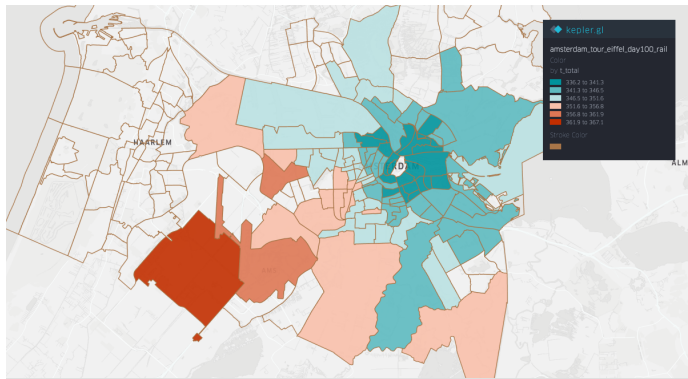 kepler.gl
amsterdam_tour_eiffel_day100_rail
Color
by t_total
336.2 to 341.3
341.3 to 346.5
346.5 to 351.6
351.6 to 356.8
356.8 to 361.9
361.9 to 367.1
Stroke Color
HAARLEM
RDAM
ALM